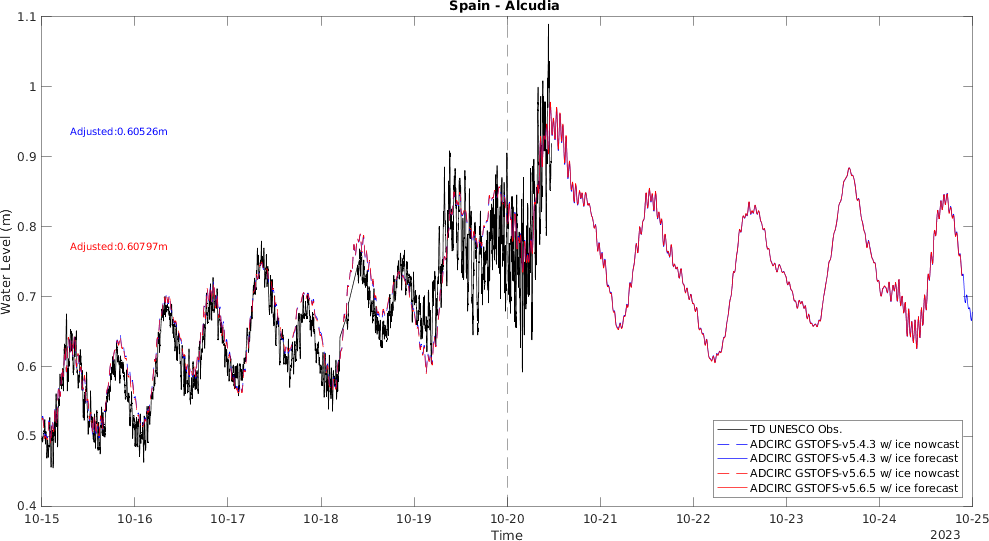 Spain - Alcudia
1.1
1
0.9
0.8
0.7
0.6
0.5
0.4
Water Level (m)
Adjusted:0.60526m
Adjusted:0.60797m
TD UNESCO Obs.
ADCIRC GSTOFS-v5.4.3 w/ ice nowcast
ADCIRC GSTOFS-v5.4.3 w/ ice forecast
ADCIRC GSTOFS-v5.6.5 w/ ice nowcast
ADCIRC GSTOFS-v5.6.5 w/ ice forecast
10-15 10-16 10-17 10-18 10-19 10-20 10-21 10-22 10-23 10-24 10-25
Time
2023